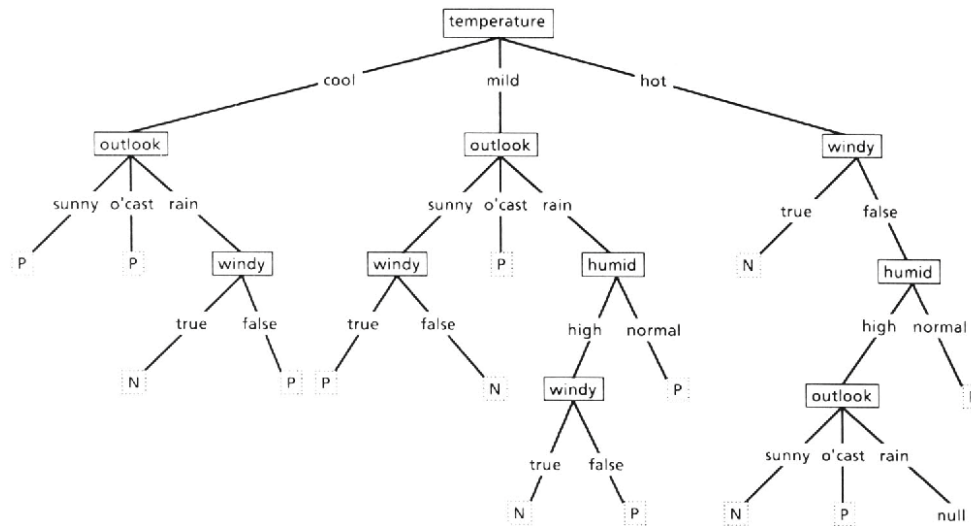 temperature
cool mild hot
outlook outlook windy
sunny o'cast rain sunny o'cast rain true false
P P windy windy P humid N humid
true false true false high normal high normal
N P P N windy P outlook
true false sunny o'cast rain
N P N P null